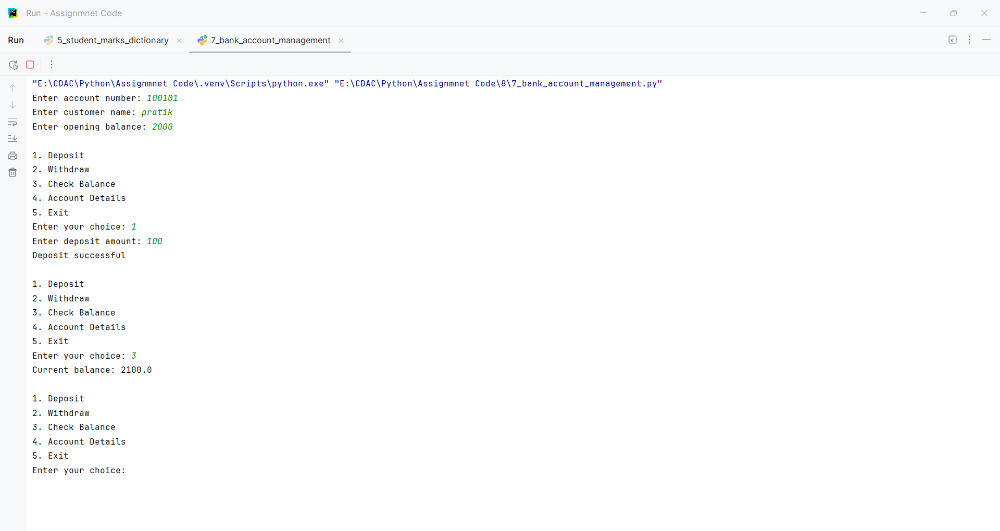 Run - Assignmnet Code
Run 5_student_marks_dictionary 7_bank_account_management
"E:\CDAC\Python\Assignmnet Code\.venv\Scripts\python.exe" "E:\CDAC\Python\Assignmnet Code\8\7_bank_account_management.py"
Enter account number: 100101
Enter customer name: pratik
Enter opening balance: 2000
1. Deposit
2. Withdraw
3. Check Balance
4. Account Details
5. Exit
Enter your choice: 1
Enter deposit amount: 100
Deposit successful
1. Deposit
2. Withdraw
3. Check Balance
4. Account Details
5. Exit
Enter your choice: 3
Current balance: 2100.0
1. Deposit
2. Withdraw
3. Check Balance
4. Account Details
5. Exit
Enter your choice: